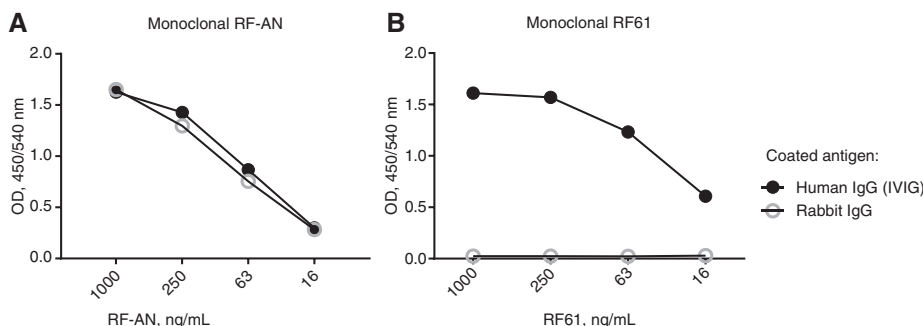 A
Monoclonal RF-AN
2.0
1.5
1.0
0.5
0.0
OD, 450/540 nm
1000
250
63
16
RF-AN, ng/mL
B
Monoclonal RF61
2.0
1.5
1.0
0.5
0.0
OD, 450/540 nm
1000
250
63
16
RF61, ng/mL
Coated antigen:
Human IgG (IVIG)
Rabbit IgG